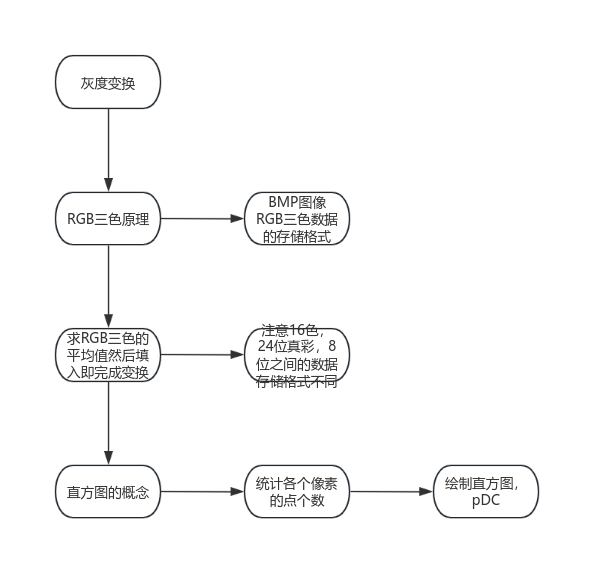 灰度变换
RGB三色原理
BMP图像
RGB三色数据
的存储格式
求RGB三色的
平均值然后填
入即完成变换
注意16色，
24位真彩，8
位之间的数据
存储格式不同
直方图的概念
统计各个像素
的点个数
绘制直方图，
pDC